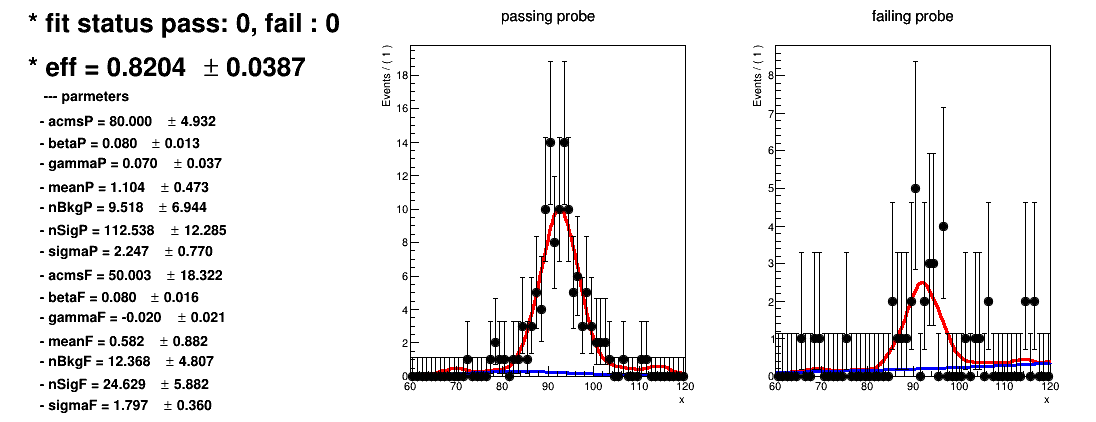 * fit status pass: 0, fail : 0
* eff = 0.8204 ± 0.0387
--- parmeters
- acmsP = 80.000 ± 4.932
- betaP = 0.080 ± 0.013
- gammaP = 0.070 ± 0.037
- meanP = 1.104 ± 0.473
- nBkgP = 9.518 ± 6.944
- nSigP = 112.538 ± 12.285
- sigmaP = 2.247 ± 0.770
- acmsF = 50.003 ± 18.322
- betaF = 0.080 ± 0.016
- gammaF = -0.020 ± 0.021
- meanF = 0.582 ± 0.882
- nBkgF = 12.368 ± 4.807
- nSigF = 24.629 ± 5.882
- sigmaF = 1.797 ± 0.360
passing probe
Events / ( 1 )
18
16
14
12
10
8
6
4
2
0
60 70 80 90 100 110 120
x
failing probe
Events / ( 1 )
8
7
6
5
4
3
2
1
0
60 70 80 90 100 110 120
x